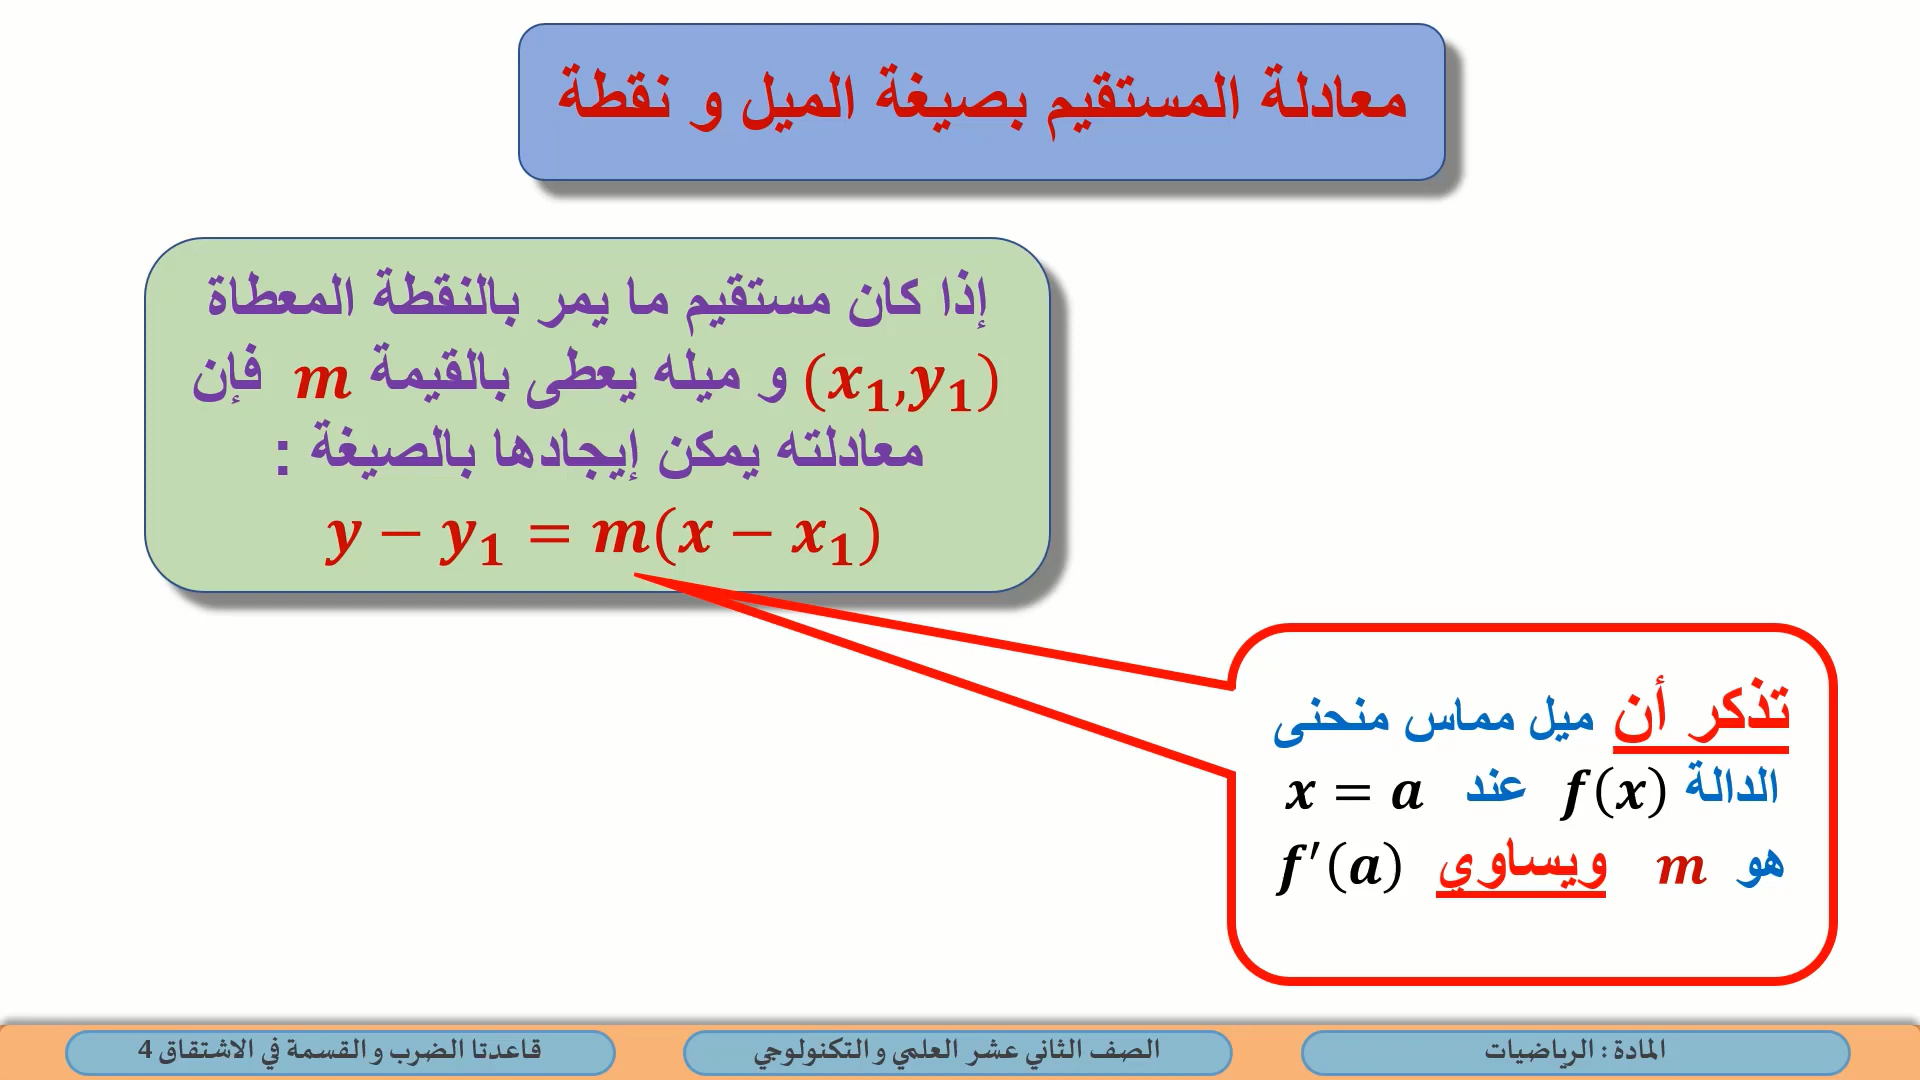 معادلة المستقيم بصيغة الميل و نقطة
إذا كان مستقيم ما يمر بالنقطة المعطاة
(x₁,y₁) و ميله يعطى بالقيمة m فإن
معادلته يمكن إيجادها بالصيغة :
y − y₁ = m(x − x₁)
تذكر أن ميل مماس منحنى
الدالة f(x) عند x = a
هو m ويساوي f′(a)
المادة : الرياضيات
الصف الثاني عشر العلمي و التكنولوجي
قاعدتا الضرب و القسمة في الاشتقاق 4